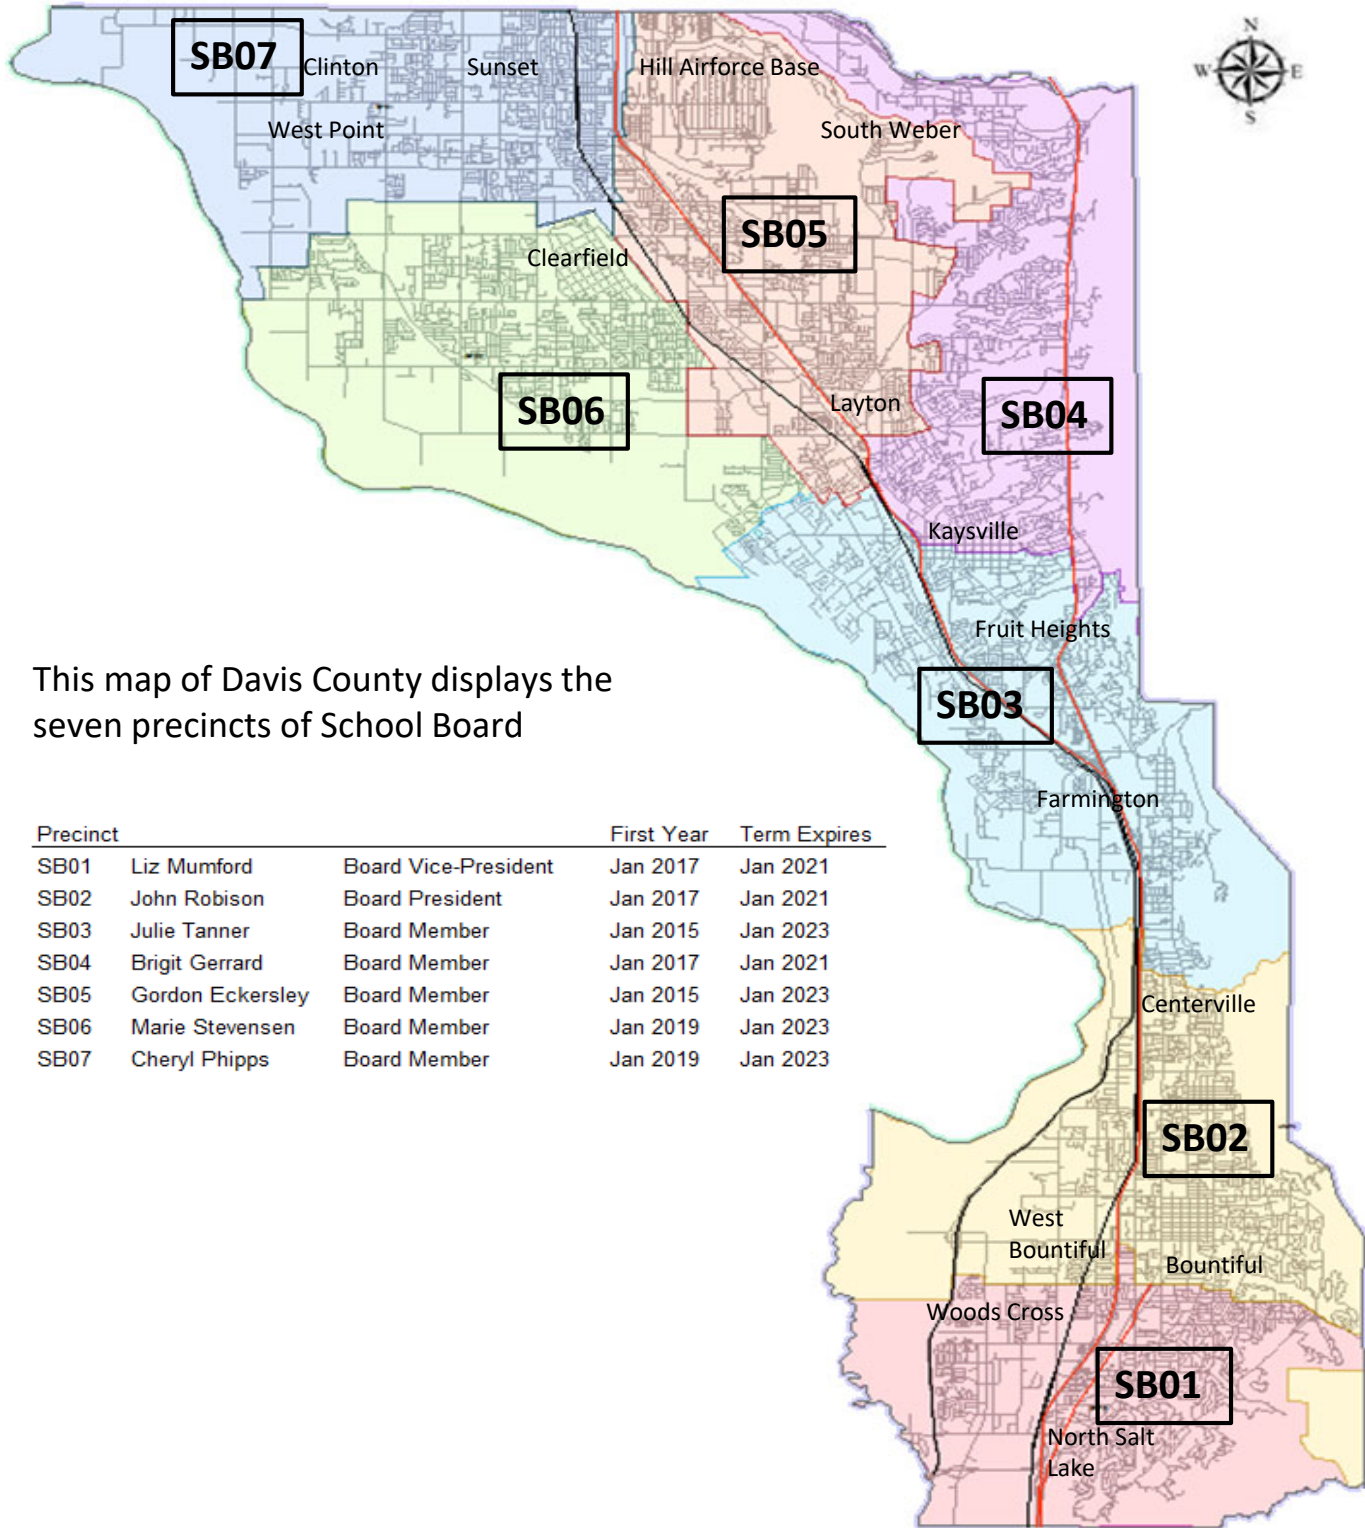 N
W
E
S
SB07
Clinton
Sunset
Hill Airforce Base
West Point
South Weber
SB05
Clearfield
SB06
Layton
SB04
Kaysville
Fruit Heights
SB03
Farmington
This map of Davis County displays the
seven precincts of School Board
Precinct First Year Term Expires
SB01 Liz Mumford Board Vice-President Jan 2017 Jan 2021
SB02 John Robison Board President Jan 2017 Jan 2021
SB03 Julie Tanner Board Member Jan 2015 Jan 2023
SB04 Brigit Gerrard Board Member Jan 2017 Jan 2021
SB05 Gordon Eckersley Board Member Jan 2015 Jan 2023
SB06 Marie Stevensen Board Member Jan 2019 Jan 2023
SB07 Cheryl Phipps Board Member Jan 2019 Jan 2023
Centerville
SB02
West
Bountiful
Bountiful
Woods Cross
SB01
North Salt
Lake